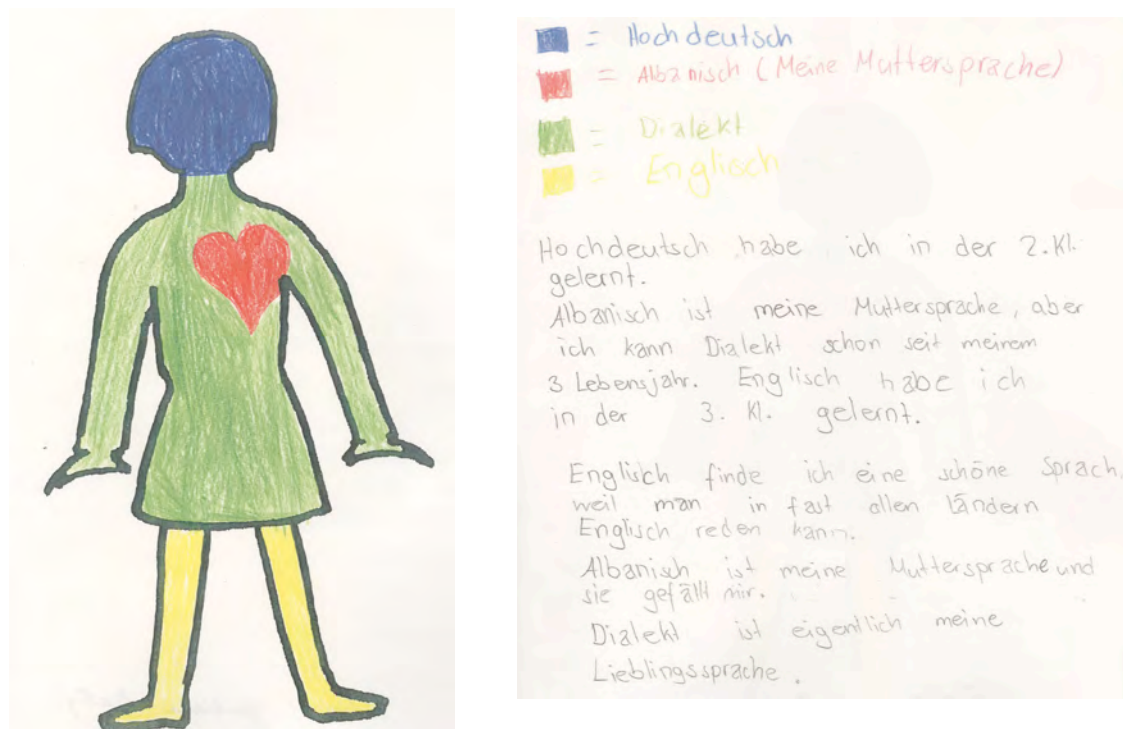 = Hochdeutsch
= Albanisch (Meine Muttersprache)
= Dialekt
= Englisch
Hochdeutsch habe ich in der 2. Kl.
gelernt.
Albanisch ist meine Muttersprache, aber
ich kann Dialekt schon seit meinem
3 Lebensjahr. Englisch habe ich
in der 3. Kl. gelernt.
Englisch finde ich eine schöne Sprach,
weil man in fast allen ländern
Englisch reden kann.
Albanisch ist meine Muttersprache und
sie gefällt mir.
Dialekt ist eigentlich meine
Lieblingssprache.